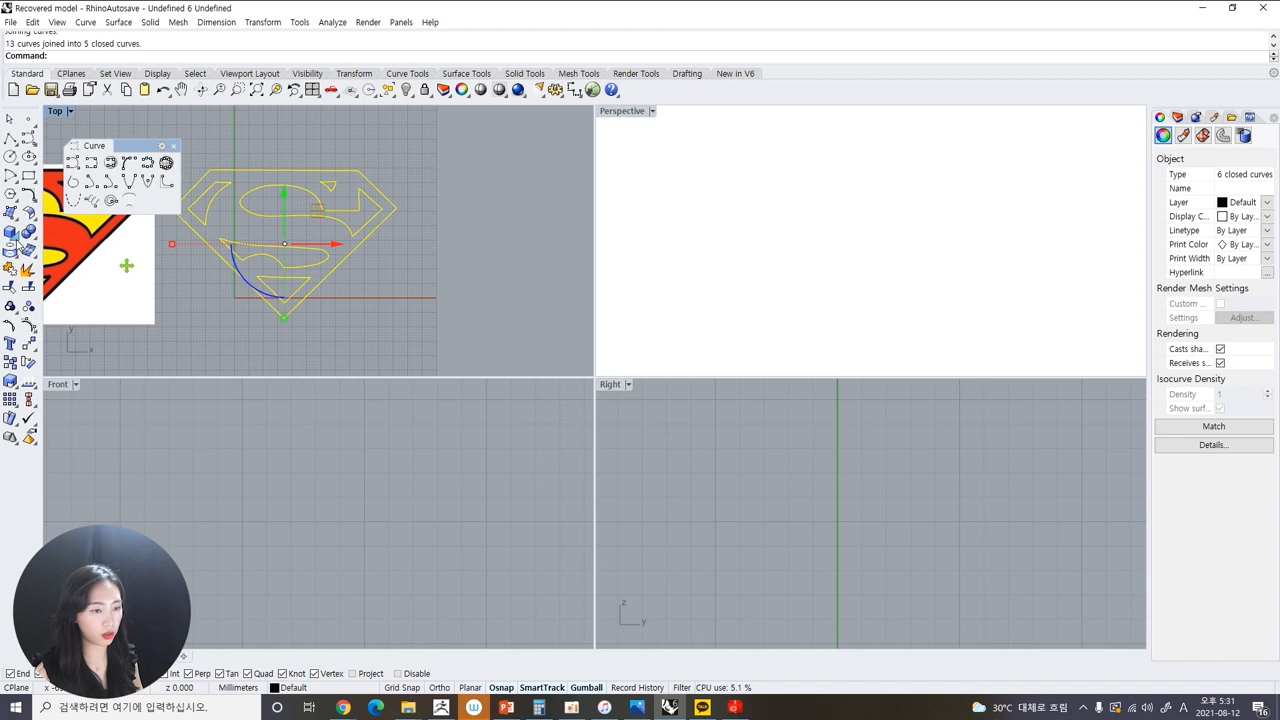 Recovered model - RhinoAutosave - Undefined 6 Undefined
File Edit View Curve Surface Solid Mesh Dimension Transform Tools Analyze Render Panels Help
Joining curves.
13 curves joined into 5 closed curves.
Command:
Standard CPlanes Set View Display Select Viewport Layout Visibility Transform Curve Tools Surface Tools Solid Tools Mesh Tools Render Tools Drafting New in V6
Top
Perspective
Curve
y
x
Front
Right
z
y
Object
Type 6 closed curves
Name
Layer Default
Display C... By Lay...
Linetype By Layer
Print Color By Lay...
Print Width By Layer
Hyperlink ...
Render Mesh Settings
Custom ...
Settings Adjust...
Rendering
Casts sha...
Receives s...
Isocurve Density
Density 1
Show surf...
Match
Details...
End Int Perp Tan Quad Knot Vertex Project Disable
CPlane z 0.000 Millimeters Default Grid Snap Ortho Planar Osnap SmartTrack Gumball Record History Filter CPU use: 5.1 %
검색하려면 여기에 입력하십시오.
30°C 대체로 흐림
A
오후 5:31
2021-08-12
16